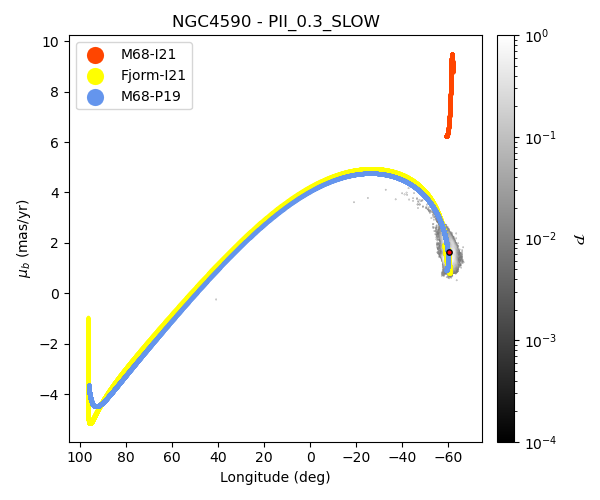 NGC4590 - PII_0.3_SLOW
M68-I21
Fjorm-I21
M68-P19
10
8
6
4
2
0
−2
−4
μb (mas/yr)
100 80 60 40 20 0 −20 −40 −60
Longitude (deg)
10⁰
10⁻¹
10⁻²
10⁻³
10⁻⁴
𝒫